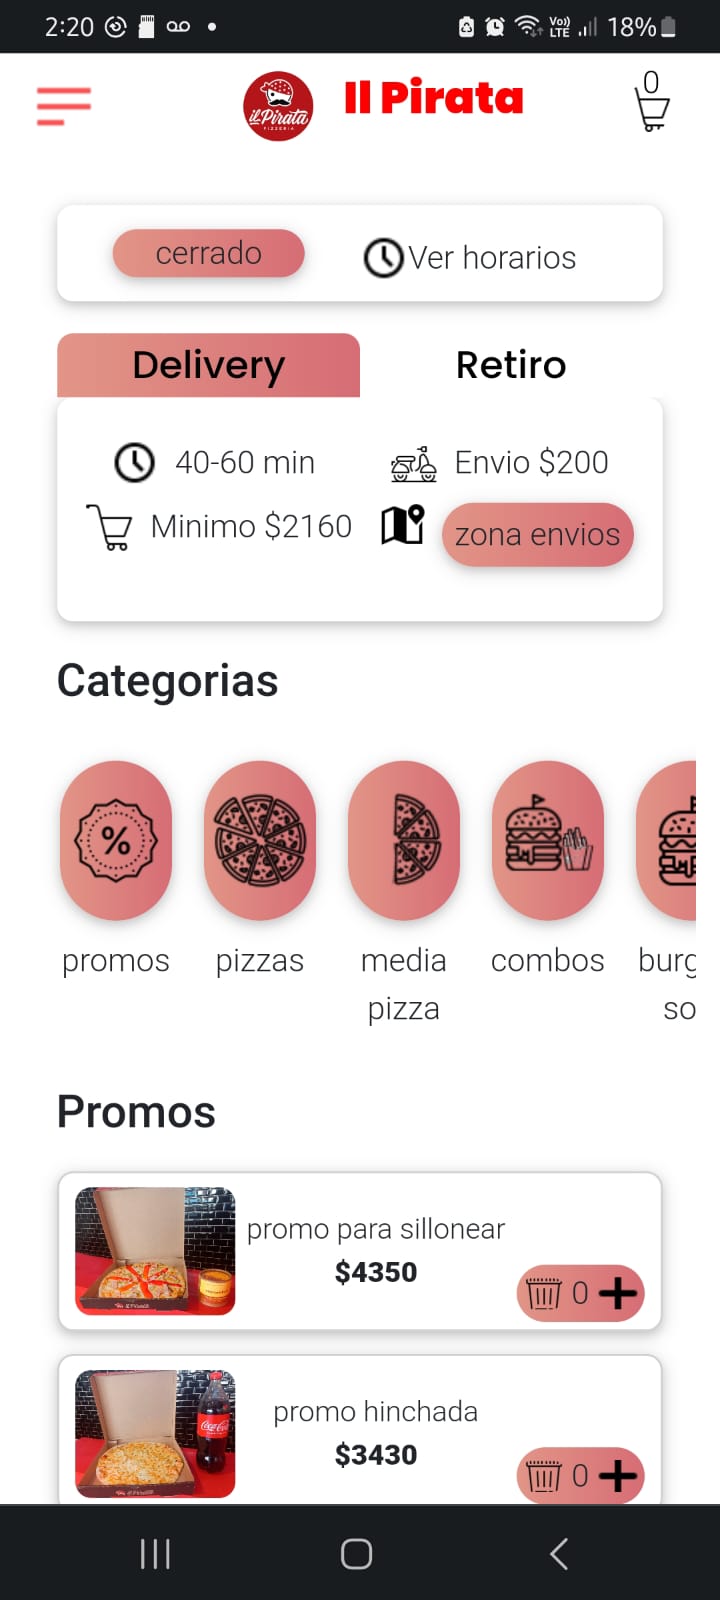 2:20
Vo))
LTE
18%
il Pirata
PIZZERIA
Il Pirata
0
cerrado
Ver horarios
Delivery
Retiro
40-60 min
Envio $200
Minimo $2160
zona envios
Categorias
%
promos
pizzas
media
pizza
combos
burg
so
Promos
promo para sillonear
$4350
0
promo hinchada
$3430
Coca-Cola
0